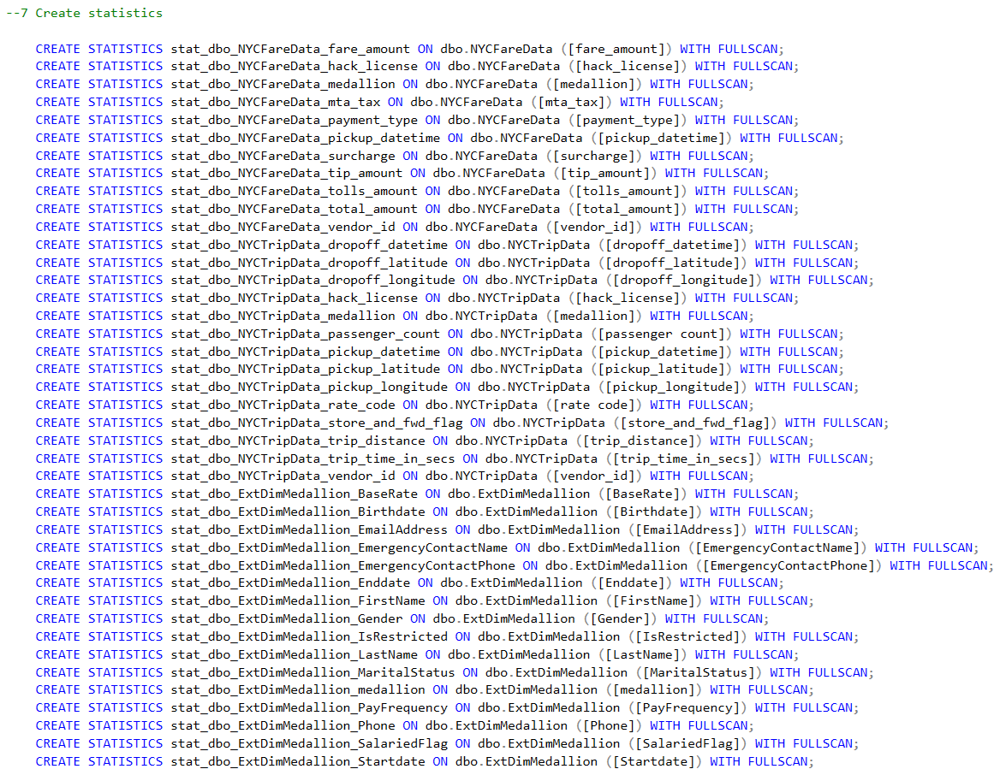 --7 Create statistics
CREATE STATISTICS stat_dbo_NYCFareData_fare_amount ON dbo.NYCFareData ([fare_amount]) WITH FULLSCAN;
CREATE STATISTICS stat_dbo_NYCFareData_hack_license ON dbo.NYCFareData ([hack_license]) WITH FULLSCAN;
CREATE STATISTICS stat_dbo_NYCFareData_medallion ON dbo.NYCFareData ([medallion]) WITH FULLSCAN;
CREATE STATISTICS stat_dbo_NYCFareData_mta_tax ON dbo.NYCFareData ([mta_tax]) WITH FULLSCAN;
CREATE STATISTICS stat_dbo_NYCFareData_payment_type ON dbo.NYCFareData ([payment_type]) WITH FULLSCAN;
CREATE STATISTICS stat_dbo_NYCFareData_pickup_datetime ON dbo.NYCFareData ([pickup_datetime]) WITH FULLSCAN;
CREATE STATISTICS stat_dbo_NYCFareData_surcharge ON dbo.NYCFareData ([surcharge]) WITH FULLSCAN;
CREATE STATISTICS stat_dbo_NYCFareData_tip_amount ON dbo.NYCFareData ([tip_amount]) WITH FULLSCAN;
CREATE STATISTICS stat_dbo_NYCFareData_tolls_amount ON dbo.NYCFareData ([tolls_amount]) WITH FULLSCAN;
CREATE STATISTICS stat_dbo_NYCFareData_total_amount ON dbo.NYCFareData ([total_amount]) WITH FULLSCAN;
CREATE STATISTICS stat_dbo_NYCFareData_vendor_id ON dbo.NYCFareData ([vendor_id]) WITH FULLSCAN;
CREATE STATISTICS stat_dbo_NYCTripData_dropoff_datetime ON dbo.NYCTripData ([dropoff_datetime]) WITH FULLSCAN;
CREATE STATISTICS stat_dbo_NYCTripData_dropoff_latitude ON dbo.NYCTripData ([dropoff_latitude]) WITH FULLSCAN;
CREATE STATISTICS stat_dbo_NYCTripData_dropoff_longitude ON dbo.NYCTripData ([dropoff_longitude]) WITH FULLSCAN;
CREATE STATISTICS stat_dbo_NYCTripData_hack_license ON dbo.NYCTripData ([hack_license]) WITH FULLSCAN;
CREATE STATISTICS stat_dbo_NYCTripData_medallion ON dbo.NYCTripData ([medallion]) WITH FULLSCAN;
CREATE STATISTICS stat_dbo_NYCTripData_passenger_count ON dbo.NYCTripData ([passenger count]) WITH FULLSCAN;
CREATE STATISTICS stat_dbo_NYCTripData_pickup_datetime ON dbo.NYCTripData ([pickup_datetime]) WITH FULLSCAN;
CREATE STATISTICS stat_dbo_NYCTripData_pickup_latitude ON dbo.NYCTripData ([pickup_latitude]) WITH FULLSCAN;
CREATE STATISTICS stat_dbo_NYCTripData_pickup_longitude ON dbo.NYCTripData ([pickup_longitude]) WITH FULLSCAN;
CREATE STATISTICS stat_dbo_NYCTripData_rate_code ON dbo.NYCTripData ([rate code]) WITH FULLSCAN;
CREATE STATISTICS stat_dbo_NYCTripData_store_and_fwd_flag ON dbo.NYCTripData ([store_and_fwd_flag]) WITH FULLSCAN;
CREATE STATISTICS stat_dbo_NYCTripData_trip_distance ON dbo.NYCTripData ([trip_distance]) WITH FULLSCAN;
CREATE STATISTICS stat_dbo_NYCTripData_trip_time_in_secs ON dbo.NYCTripData ([trip_time_in_secs]) WITH FULLSCAN;
CREATE STATISTICS stat_dbo_NYCTripData_vendor_id ON dbo.NYCTripData ([vendor_id]) WITH FULLSCAN;
CREATE STATISTICS stat_dbo_ExtDimMedallion_BaseRate ON dbo.ExtDimMedallion ([BaseRate]) WITH FULLSCAN;
CREATE STATISTICS stat_dbo_ExtDimMedallion_Birthdate ON dbo.ExtDimMedallion ([Birthdate]) WITH FULLSCAN;
CREATE STATISTICS stat_dbo_ExtDimMedallion_EmailAddress ON dbo.ExtDimMedallion ([EmailAddress]) WITH FULLSCAN;
CREATE STATISTICS stat_dbo_ExtDimMedallion_EmergencyContactName ON dbo.ExtDimMedallion ([EmergencyContactName]) WITH FULLSCAN;
CREATE STATISTICS stat_dbo_ExtDimMedallion_EmergencyContactPhone ON dbo.ExtDimMedallion ([EmergencyContactPhone]) WITH FULLSCAN;
CREATE STATISTICS stat_dbo_ExtDimMedallion_Enddate ON dbo.ExtDimMedallion ([Enddate]) WITH FULLSCAN;
CREATE STATISTICS stat_dbo_ExtDimMedallion_FirstName ON dbo.ExtDimMedallion ([FirstName]) WITH FULLSCAN;
CREATE STATISTICS stat_dbo_ExtDimMedallion_Gender ON dbo.ExtDimMedallion ([Gender]) WITH FULLSCAN;
CREATE STATISTICS stat_dbo_ExtDimMedallion_IsRestricted ON dbo.ExtDimMedallion ([IsRestricted]) WITH FULLSCAN;
CREATE STATISTICS stat_dbo_ExtDimMedallion_LastName ON dbo.ExtDimMedallion ([LastName]) WITH FULLSCAN;
CREATE STATISTICS stat_dbo_ExtDimMedallion_MaritalStatus ON dbo.ExtDimMedallion ([MaritalStatus]) WITH FULLSCAN;
CREATE STATISTICS stat_dbo_ExtDimMedallion_medallion ON dbo.ExtDimMedallion ([medallion]) WITH FULLSCAN;
CREATE STATISTICS stat_dbo_ExtDimMedallion_PayFrequency ON dbo.ExtDimMedallion ([PayFrequency]) WITH FULLSCAN;
CREATE STATISTICS stat_dbo_ExtDimMedallion_Phone ON dbo.ExtDimMedallion ([Phone]) WITH FULLSCAN;
CREATE STATISTICS stat_dbo_ExtDimMedallion_SalariedFlag ON dbo.ExtDimMedallion ([SalariedFlag]) WITH FULLSCAN;
CREATE STATISTICS stat_dbo_ExtDimMedallion_Startdate ON dbo.ExtDimMedallion ([Startdate]) WITH FULLSCAN;